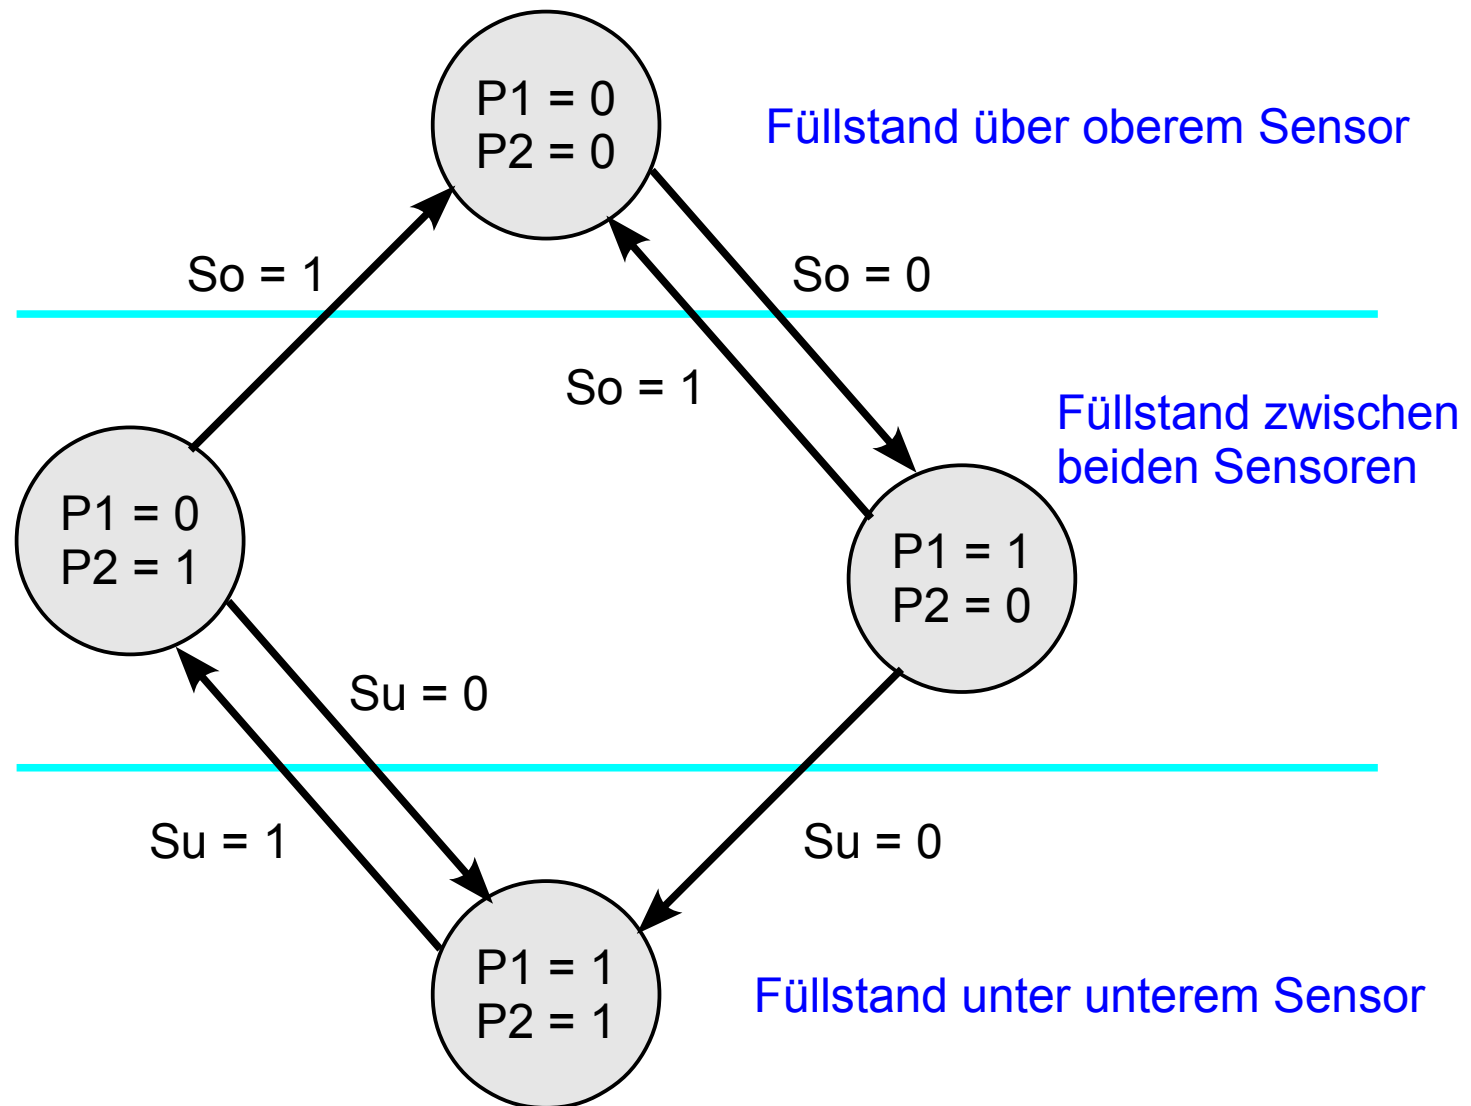 P1 = 0
P2 = 0
Füllstand über oberem Sensor
So = 1
So = 0
So = 1
Füllstand zwischen
beiden Sensoren
P1 = 0
P2 = 1
P1 = 1
P2 = 0
Su = 0
Su = 1
Su = 0
P1 = 1
P2 = 1
Füllstand unter unterem Sensor